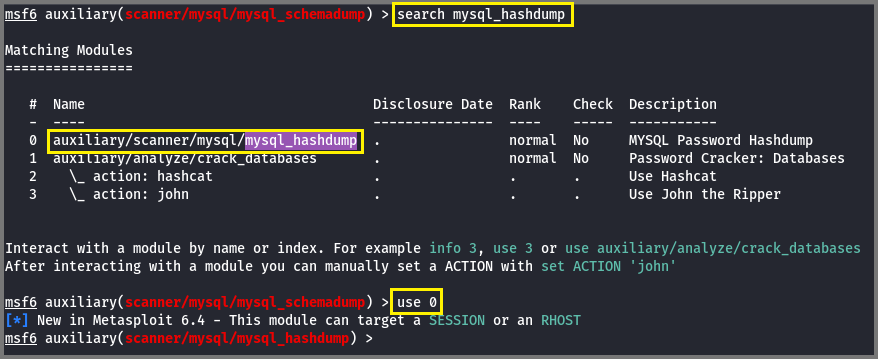 msf6 auxiliary(scanner/mysql/mysql_schemadump) > search mysql_hashdump
Matching Modules
================
#  Name                                Disclosure Date  Rank    Check  Description
-  ----                                ---------------  ----    -----  -----------
0  auxiliary/scanner/mysql/mysql_hashdump  .                normal  No     MYSQL Password Hashdump
1  auxiliary/analyze/crack_databases       .                normal  No     Password Cracker: Databases
2    \_ action: hashcat                    .                .       .      Use Hashcat
3    \_ action: john                       .                .       .      Use John the Ripper
Interact with a module by name or index. For example info 3, use 3 or use auxiliary/analyze/crack_databases
After interacting with a module you can manually set a ACTION with set ACTION 'john'
msf6 auxiliary(scanner/mysql/mysql_schemadump) > use 0
[*] New in Metasploit 6.4 - This module can target a SESSION or an RHOST
msf6 auxiliary(scanner/mysql/mysql_hashdump) >